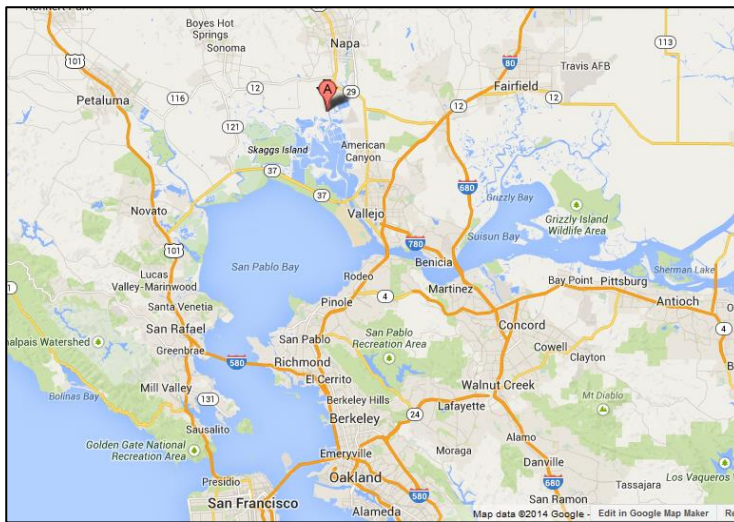 Rohnert Park
Boyes Hot
Springs
Sonoma
Napa
113
101
80
Travis AFB
Fairfield
12
A
29
12
12
Petaluma
116
121
Skaggs Island
American
Canyon
37
37
680
Grizzly Bay
Grizzly Island
Wildlife Area
Novato
Vallejo
101
780
Suisun Bay
San Pablo Bay
Benicia
Lucas
Valley-Marinwood
Rodeo
Bay Point
Pittsburg
Sherman Lake
1
Martinez
Antioch
Santa Venetia
Pinole
4
Concord
4
San Rafael
San Pablo
San Pablo
Recreation Area
alpais Watershed
Greenbrae
Richmond
Cowell
Clayton
580
El Cerrito
Walnut Creek
Mt Diablo
Bolinas Bay
Mill Valley
131
Berkeley Hills
Lafayette
Berkeley
24
Sausalito
Alamo
Golden Gate National
Recreation Area
Emeryville
Moraga
Danville
Los Vaqueros
Presidio
Oakland
680
Tassajara
San Francisco
Alameda
580
San Ramon
Map data ©2014 Google - Edit in Google Map Maker